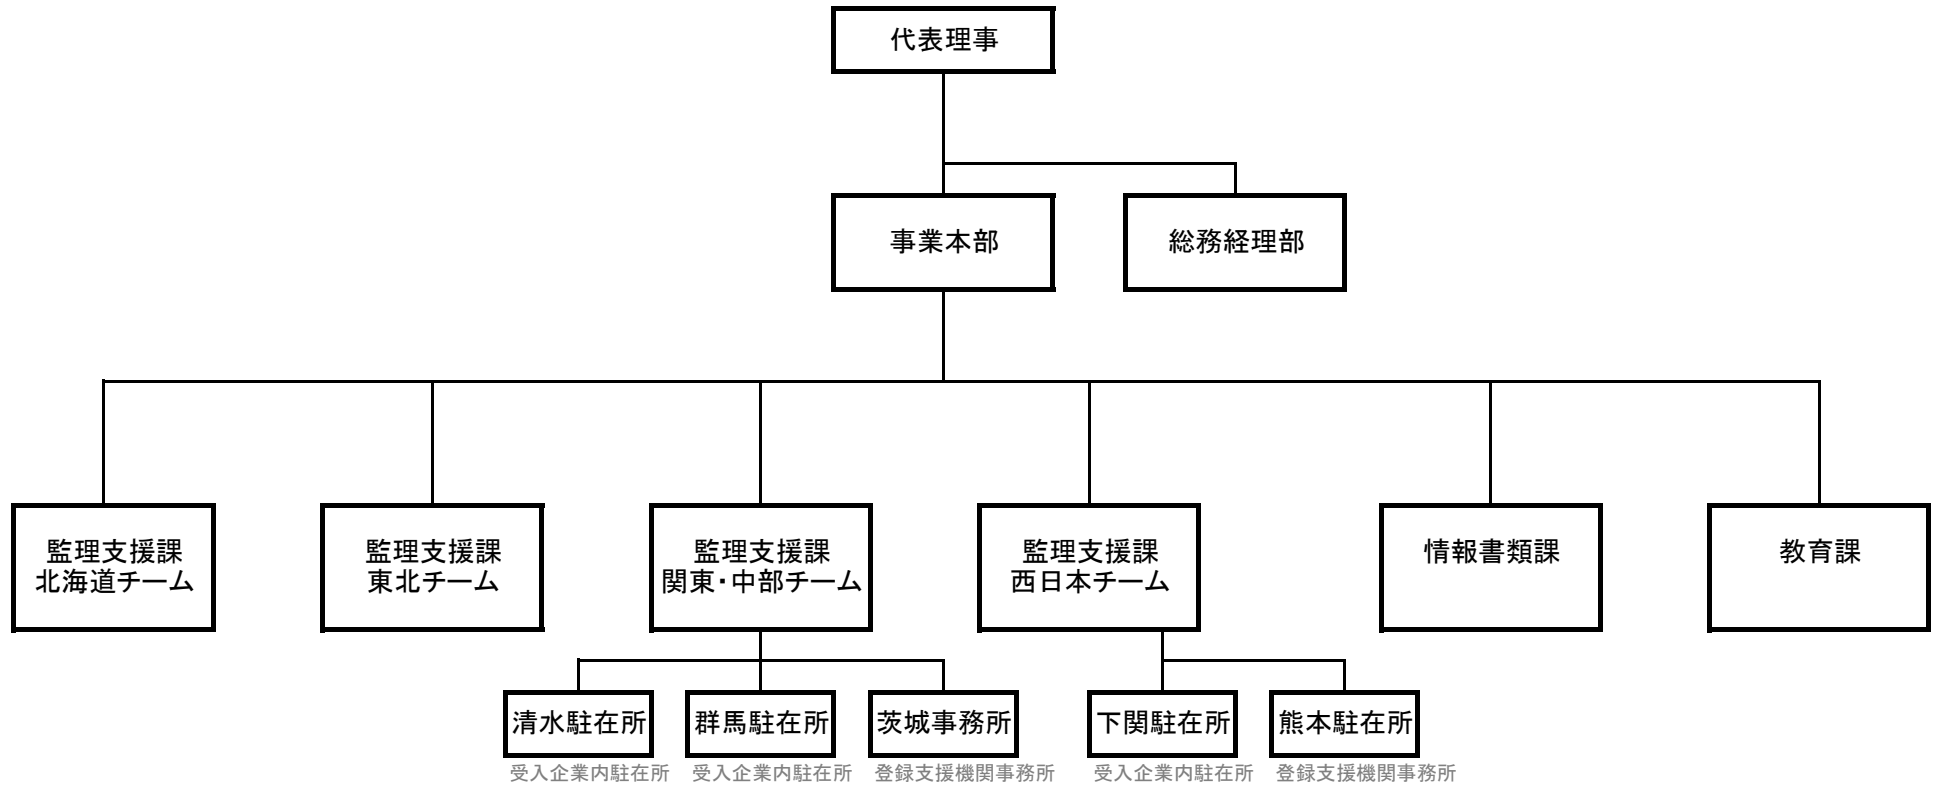 代表理事
事業本部
総務経理部
監理支援課
北海道チーム
監理支援課
東北チーム
監理支援課
関東・中部チーム
監理支援課
西日本チーム
情報書類課
教育課
清水駐在所
群馬駐在所
茨城事務所
下関駐在所
熊本駐在所
受入企業内駐在所
受入企業内駐在所
登録支援機関事務所
受入企業内駐在所
登録支援機関事務所